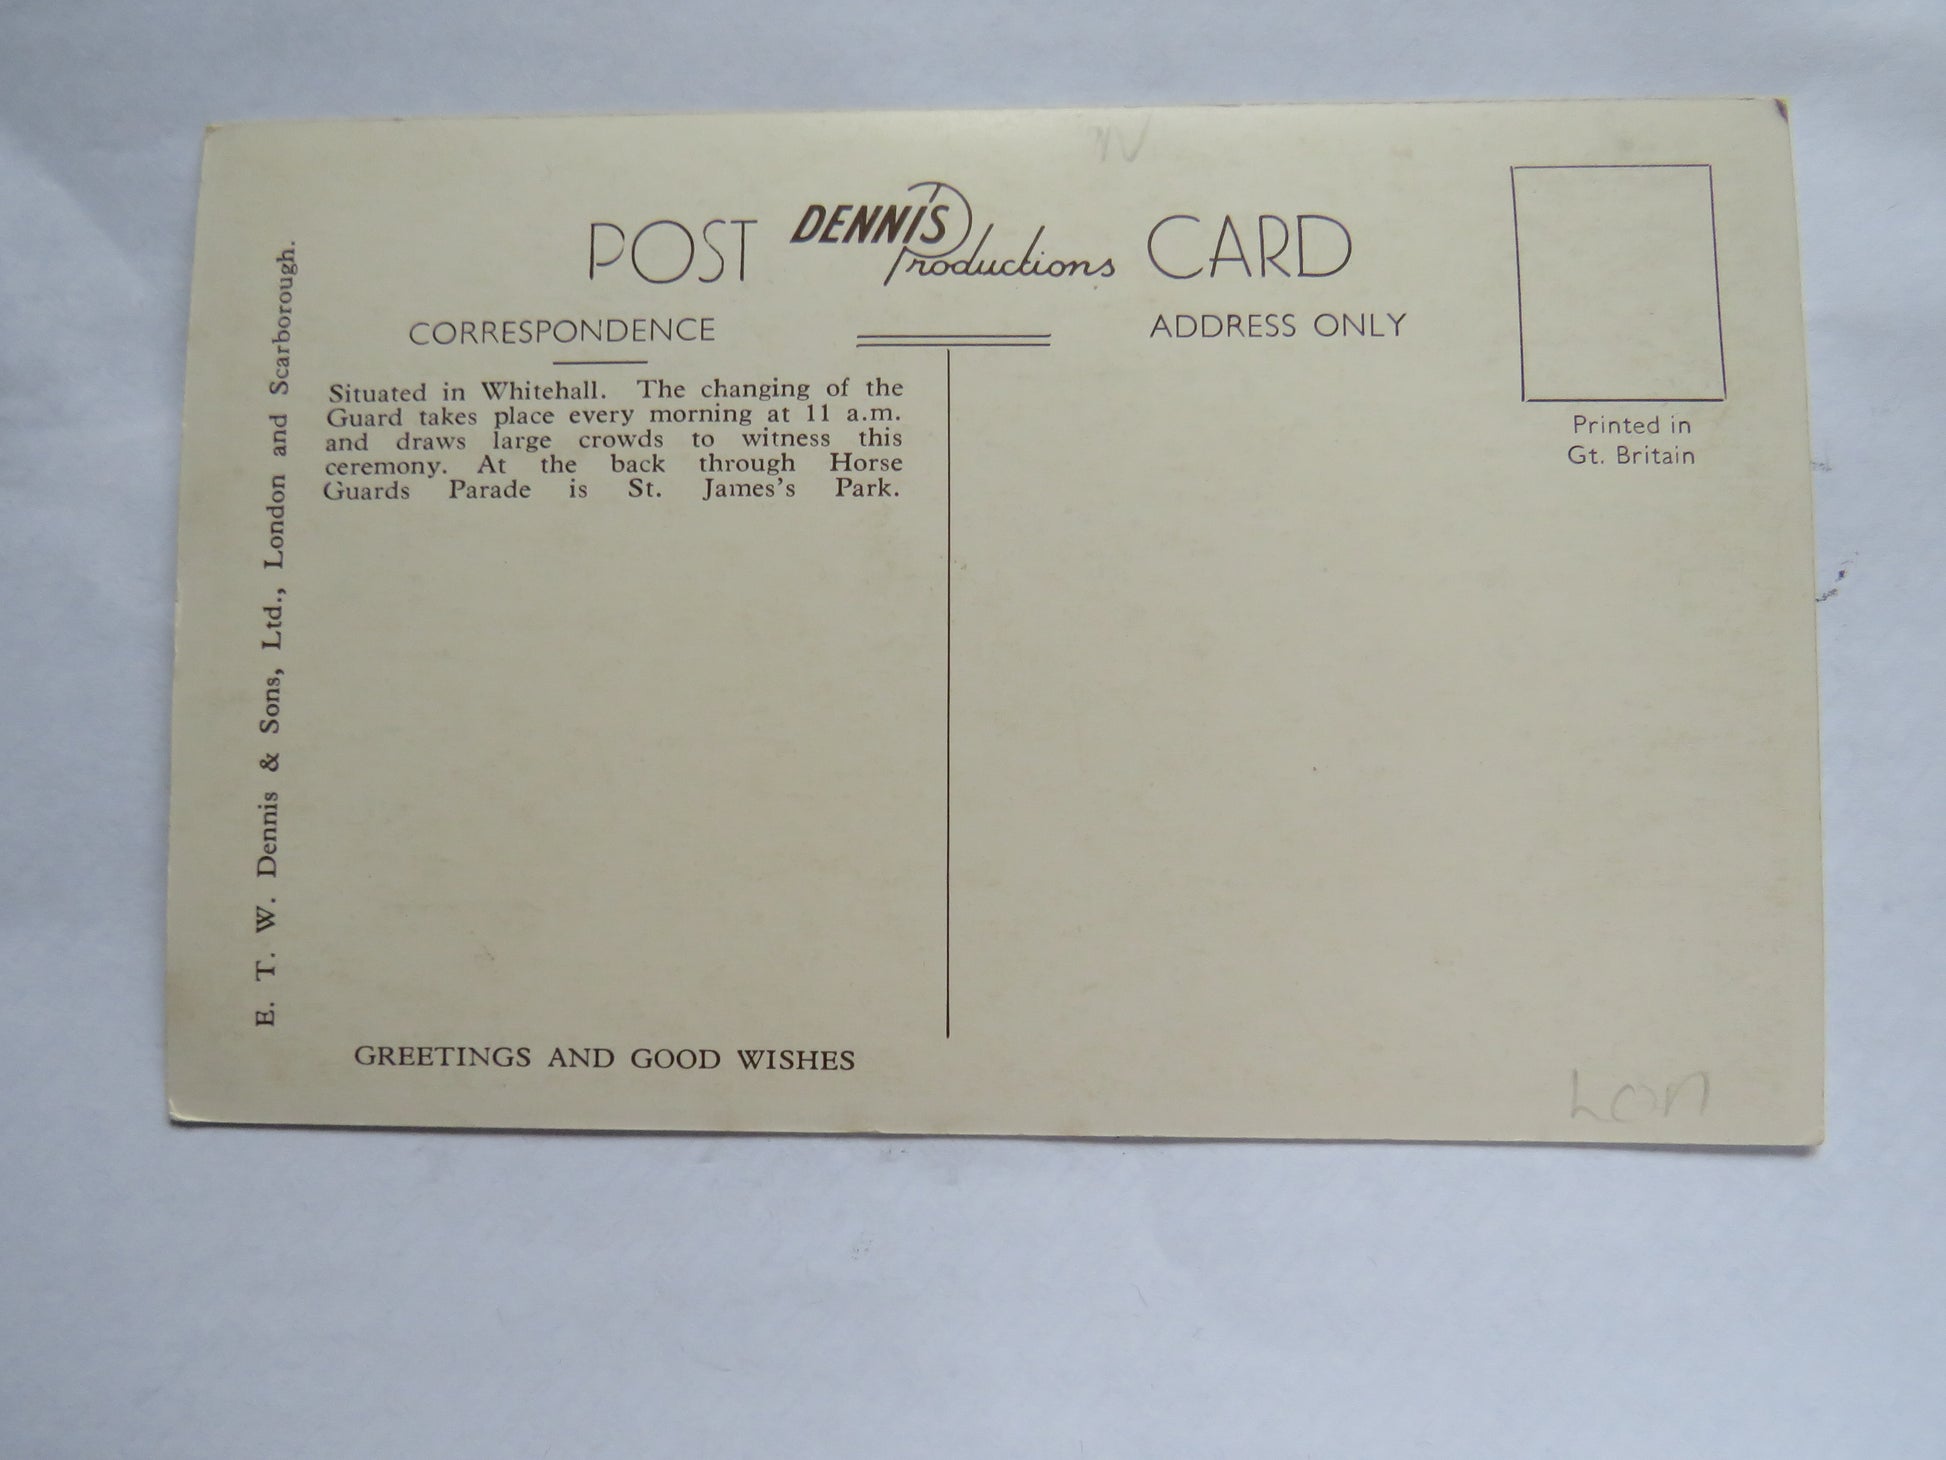 POST DENNIS Productions CARD
CORRESPONDENCE
ADDRESS ONLY
Situated in Whitehall. The changing of the
Guard takes place every morning at 11 a.m.
and draws large crowds to witness this
ceremony. At the back through Horse
Guards Parade is St. James's Park.
Printed in
Gt. Britain
E. T. W. Dennis & Sons, Ltd., London and Scarborough.
GREETINGS AND GOOD WISHES
LON